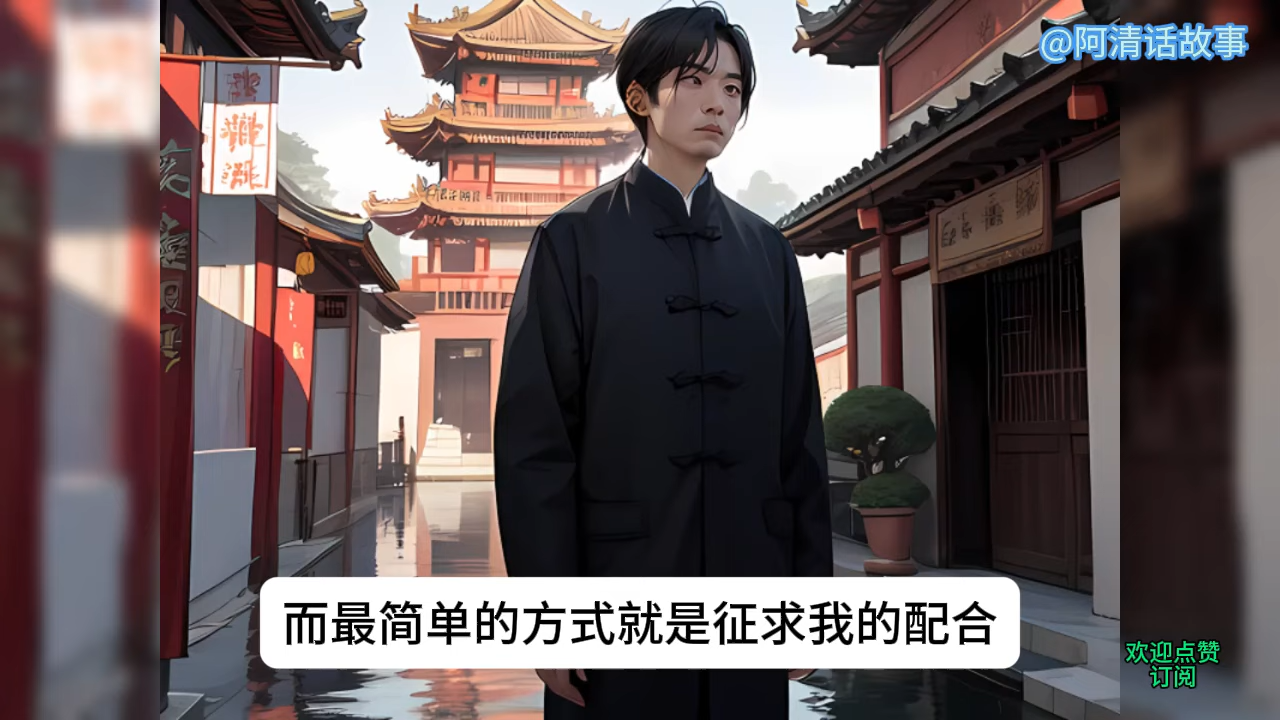 @阿清话故事
而最简单的方式就是征求我的配合
欢迎点赞
订阅